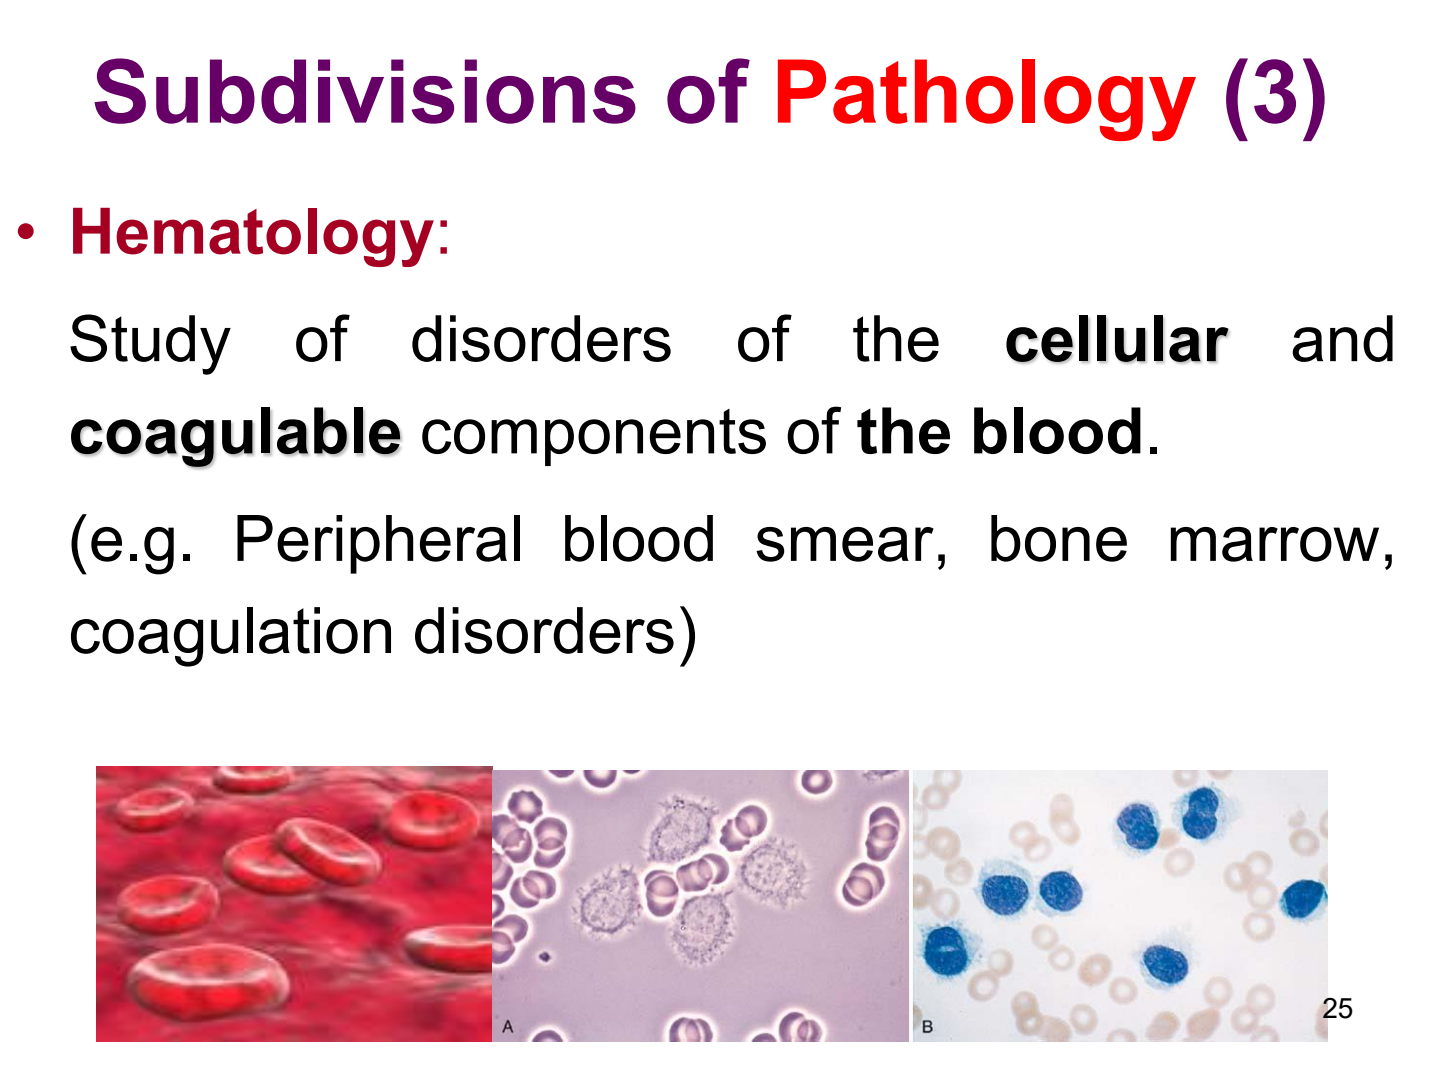 Subdivisions of Pathology (3)
• Hematology:
Study of disorders of the cellular and
coagulable components of the blood.
(e.g. Peripheral blood smear, bone marrow,
coagulation disorders)
A
B
25